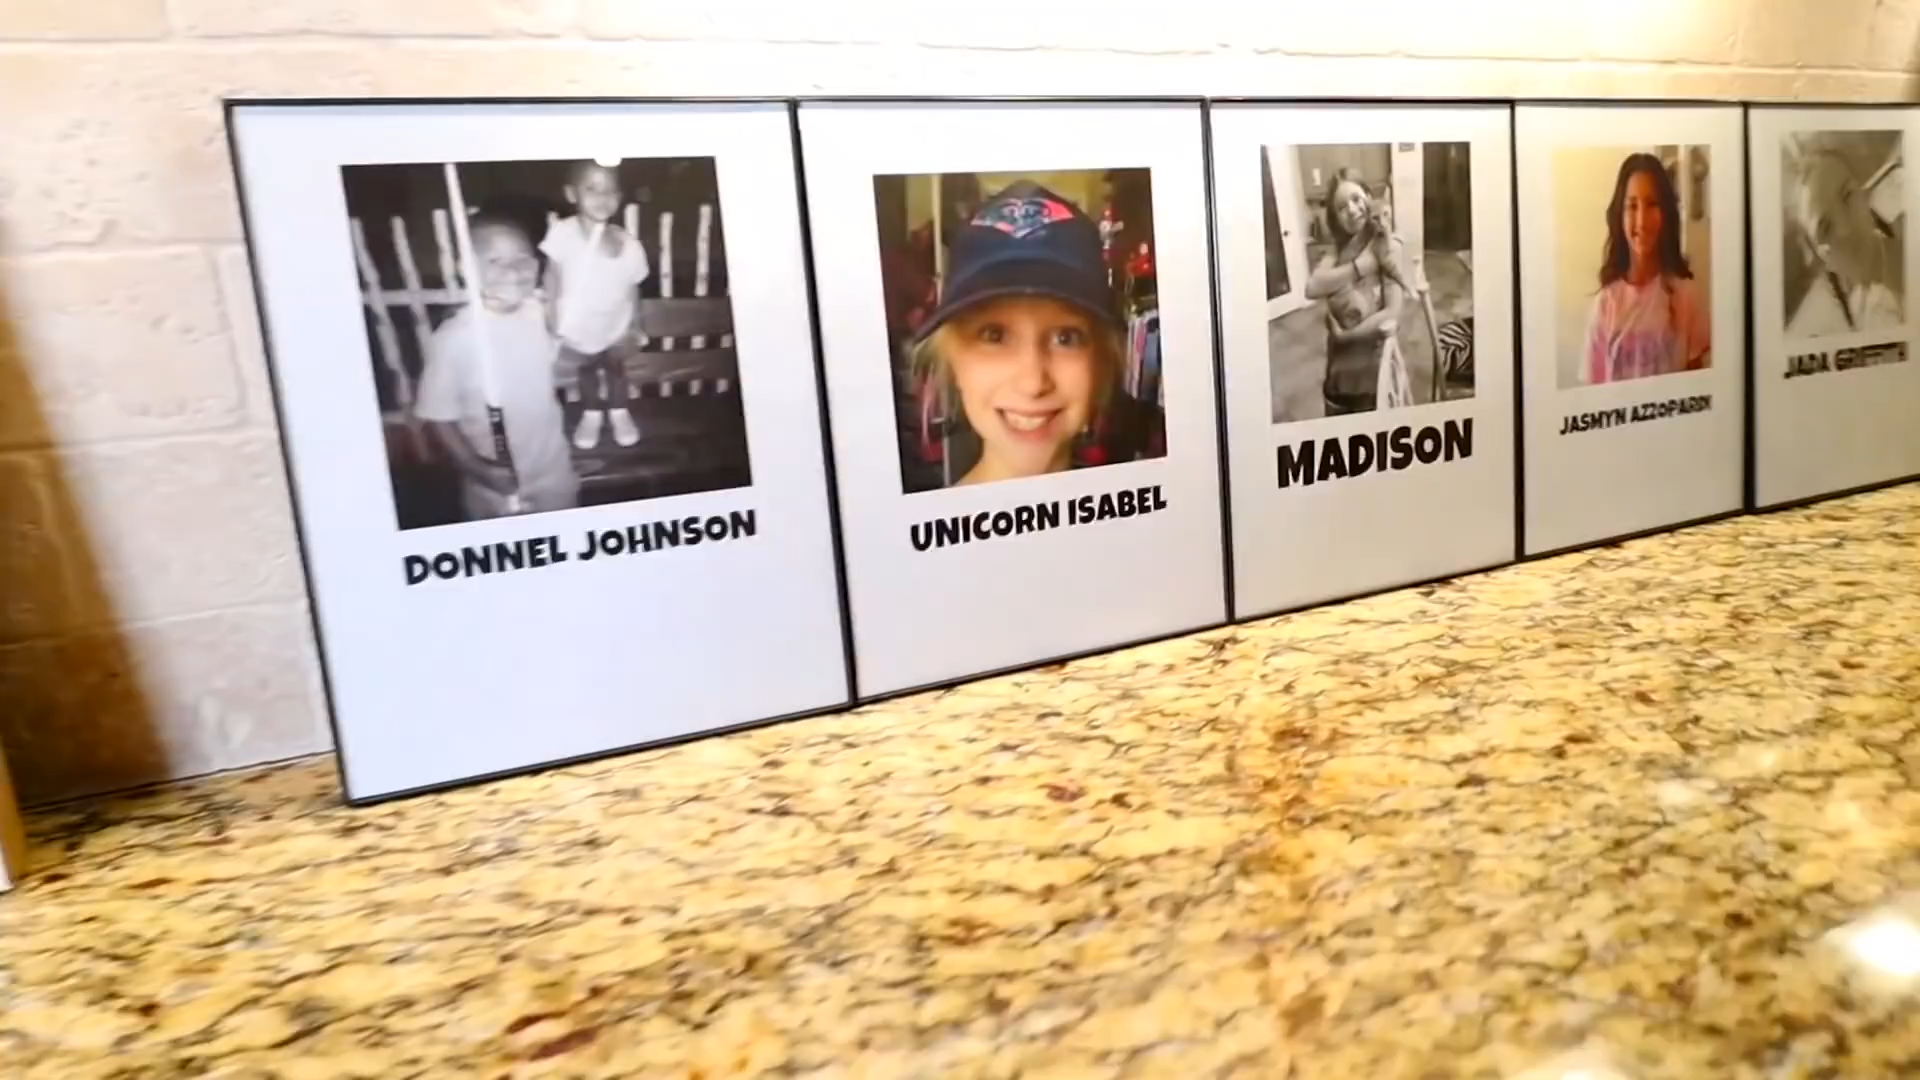 DONNEL JOHNSON
UNICORN ISABEL
MADISON
JASMYN AZZOPARDI
JADA GRIFFITH